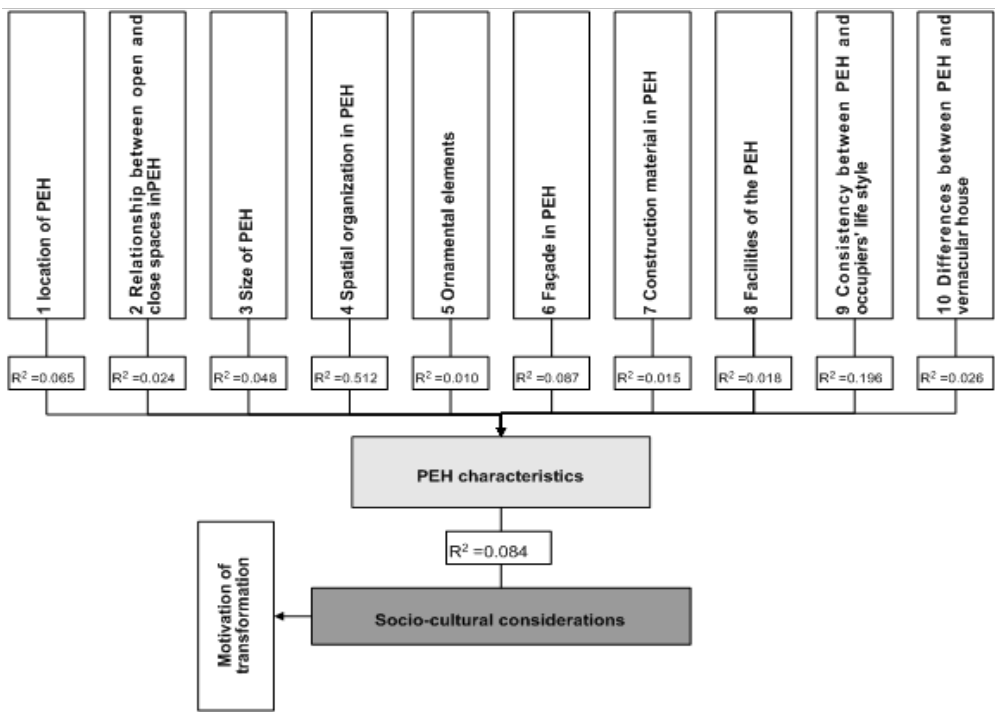 1 location of PEH
2 Relationship between open and
close spaces inPEH
3 Size of PEH
4 Spatial organization in PEH
5 Ornamental elements
6 Façade in PEH
7 Construction material in PEH
8 Facilities of the PEH
9 Consistency between PEH and
occupiers' life style
10 Differences between PEH and
vernacular house
R² =0.065
R² =0.024
R² =0.048
R² =0.512
R² =0.010
R² =0.087
R² =0.015
R² =0.018
R² =0.196
R² =0.026
PEH characteristics
R² =0.084
Motivation of
transformation
Socio-cultural considerations